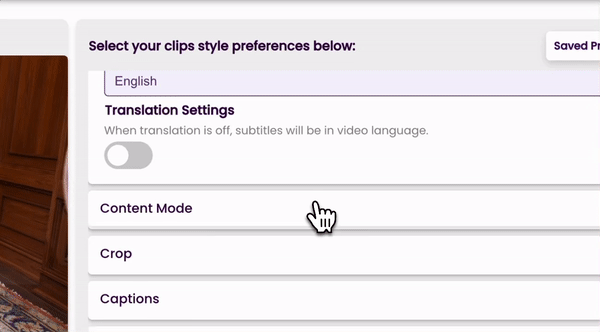 Select your clips style preferences below:
Saved Pr
English
Translation Settings
When translation is off, subtitles will be in video language.
Content Mode
Crop
Captions